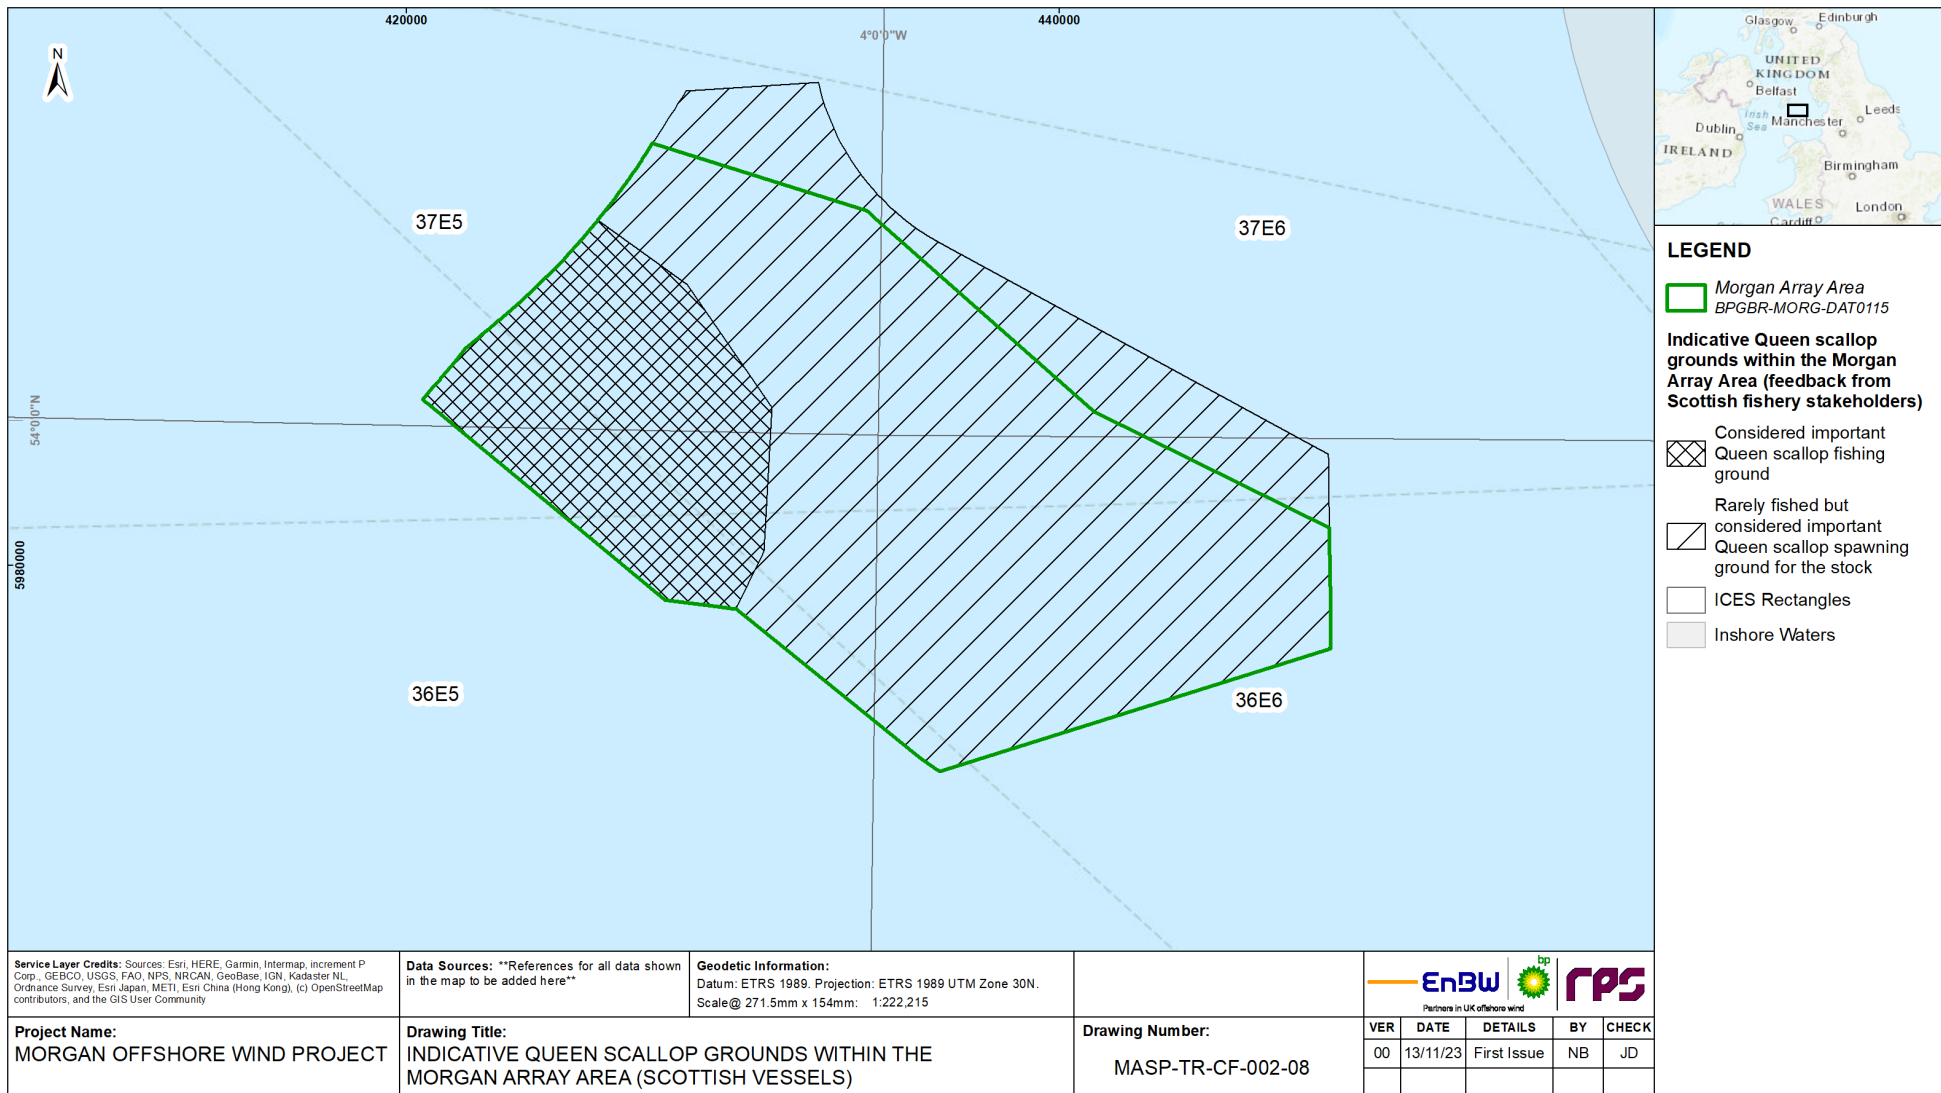 420000
440000
4°0'0"W
N
37E5
37E6
54°0'0"N
5980000
36E5
36E6
Glasgow
Edinburgh
UNITED
KINGDOM
Belfast
Leeds
Irish
Sea
Manchester
Dublin
IRELAND
Birmingham
WALES
London
Cardiff
LEGEND
Morgan Array Area
BPGBR-MORG-DAT0115
Indicative Queen scallop
grounds within the Morgan
Array Area (feedback from
Scottish fishery stakeholders)
Considered important
Queen scallop fishing
ground
Rarely fished but
considered important
Queen scallop spawning
ground for the stock
ICES Rectangles
Inshore Waters
Service Layer Credits: Sources: Esri, HERE, Garmin, Intermap, increment P
Corp., GEBCO, USGS, FAO, NPS, NRCAN, GeoBase, IGN, Kadaster NL,
Ordnance Survey, Esri Japan, METI, Esri China (Hong Kong), (c) OpenStreetMap
contributors, and the GIS User Community
Data Sources: **References for all data shown
in the map to be added here**
Geodetic Information:
Datum: ETRS 1989. Projection: ETRS 1989 UTM Zone 30N.
Scale@ 271.5mm x 154mm: 1:222,215
EnBW
bp
rps
Partners in UK offshore wind
Project Name:
MORGAN OFFSHORE WIND PROJECT
Drawing Title:
INDICATIVE QUEEN SCALLOP GROUNDS WITHIN THE
MORGAN ARRAY AREA (SCOTTISH VESSELS)
Drawing Number:
MASP-TR-CF-002-08
VER DATE DETAILS BY CHECK
00 13/11/23 First Issue NB JD